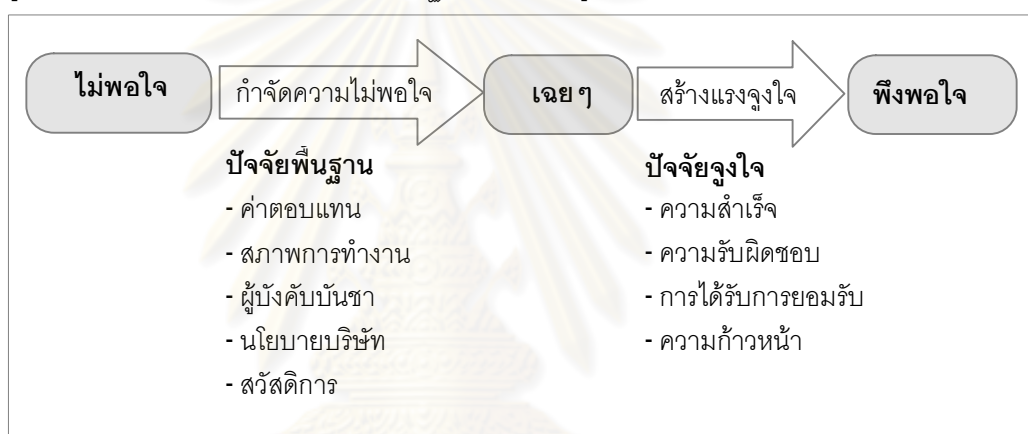 ไม่พอใจ
กำจัดความไม่พอใจ
เฉยๆ
สร้างแรงจูงใจ
พึงพอใจ
ปัจจัยพื้นฐาน
- ค่าตอบแทน
- สภาพการทำงาน
- ผู้บังคับบันชา
- นโยบายบริษัท
- สวัสดิการ
ปัจจัยจูงใจ
- ความสำเร็จ
- ความรับผิดชอบ
- การได้รับการยอมรับ
- ความก้าวหน้า